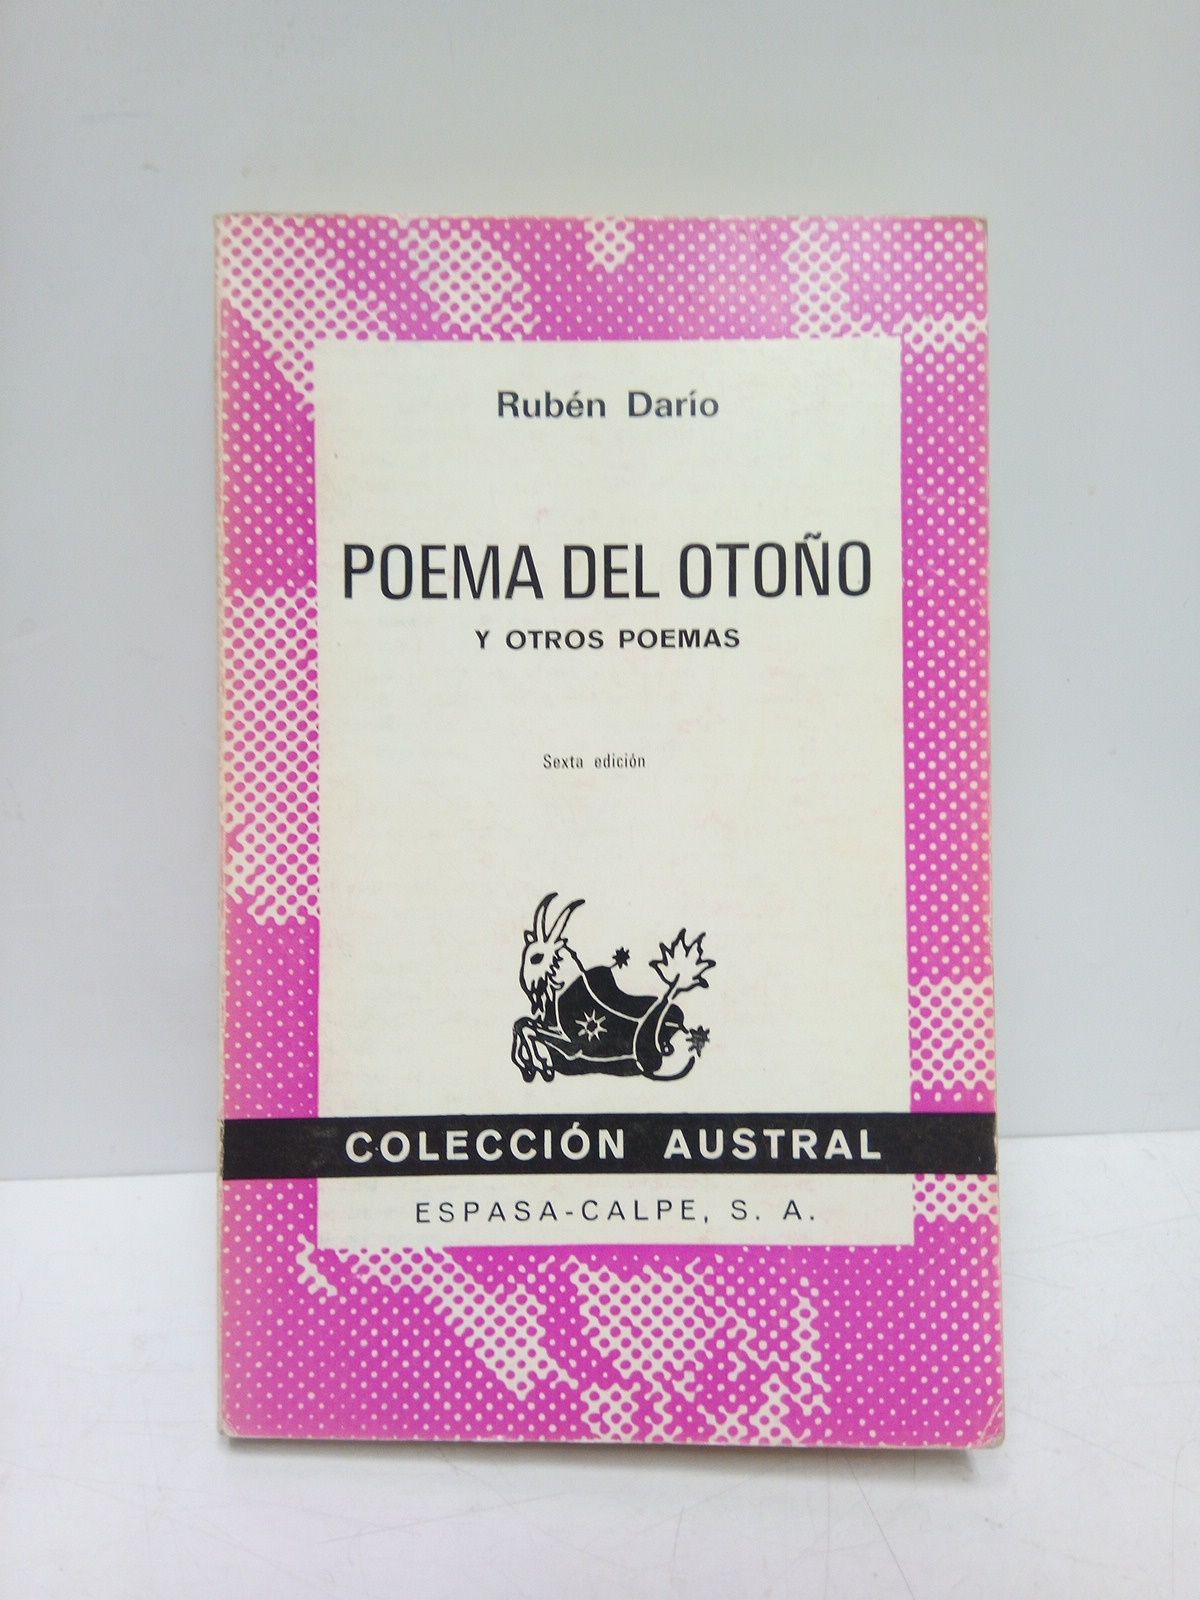 Rubén Darío
POEMA DEL OTOÑO
Y OTROS POEMAS
Sexta edición
COLECCIÓN AUSTRAL
ESPASA-CALPE, S. A.